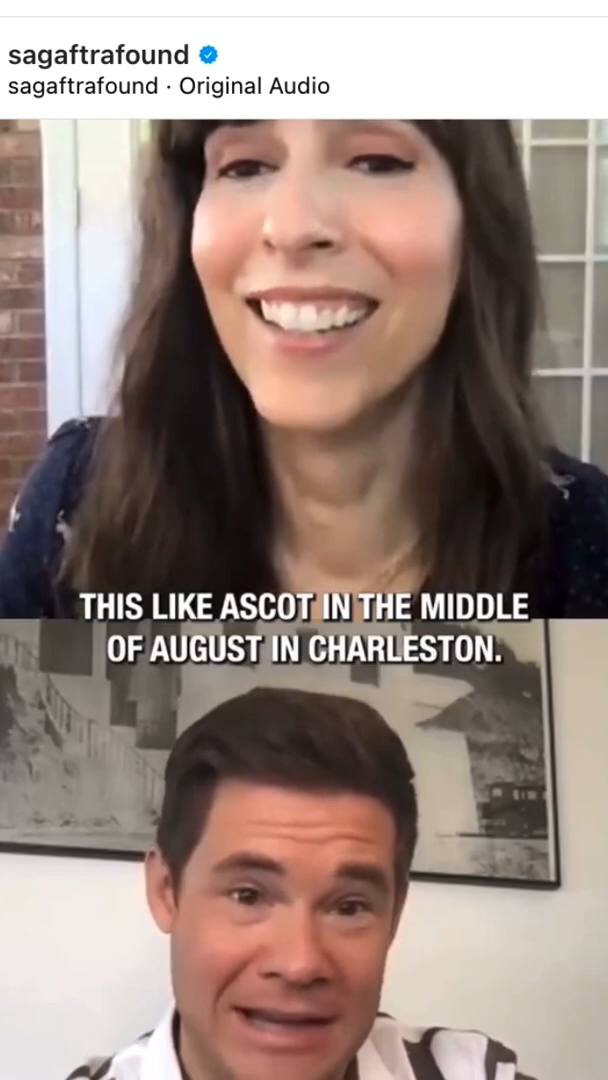 sagaftrafound
sagaftrafound · Original Audio
THIS LIKE ASCOT IN THE MIDDLE
OF AUGUST IN CHARLESTON.